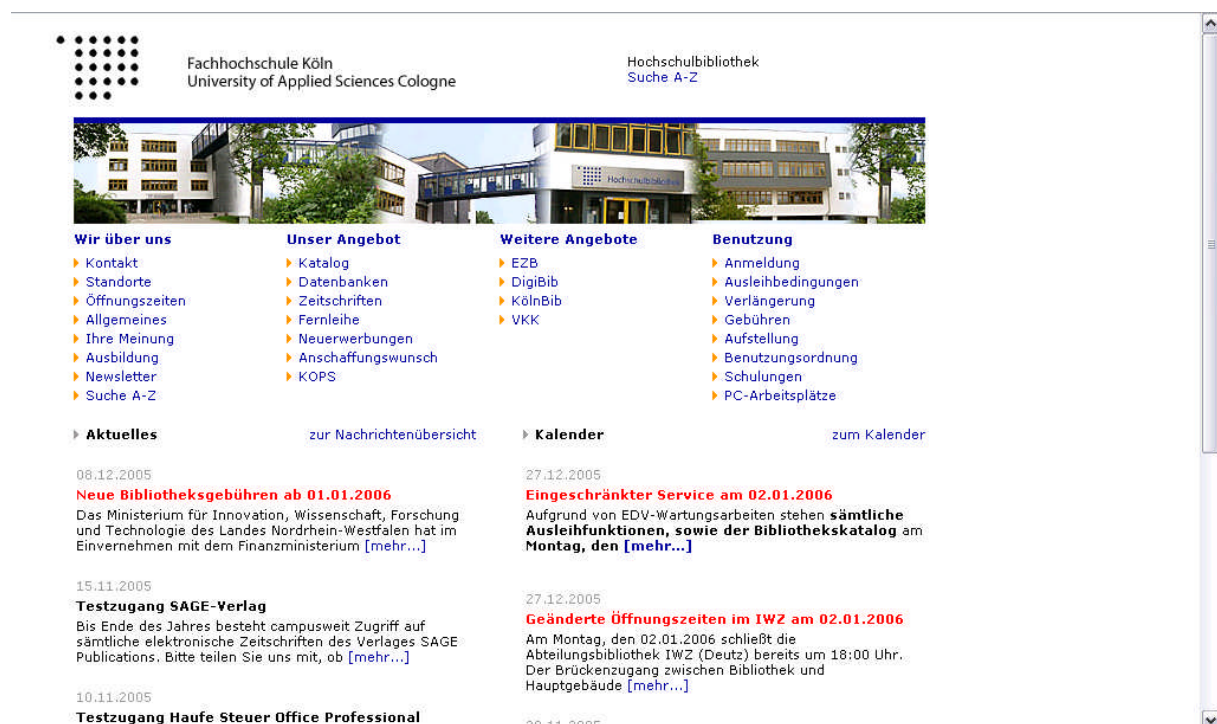 Fachhochschule Köln
University of Applied Sciences Cologne
Hochschulbibliothek
Suche A-Z
Hochschulbibliothek
Wir über uns
Kontakt
Standorte
Öffnungszeiten
Allgemeines
Ihre Meinung
Ausbildung
Newsletter
Suche A-Z
Unser Angebot
Katalog
Datenbanken
Zeitschriften
Fernleihe
Neuerwerbungen
Anschaffungswunsch
KOPS
Weitere Angebote
EZB
DigiBib
KölnBib
VKK
Benutzung
Anmeldung
Ausleihbedingungen
Verlängerung
Gebühren
Aufstellung
Benutzungsordnung
Schulungen
PC-Arbeitsplätze
Aktuelles
zur Nachrichtenübersicht
08.12.2005
Neue Bibliotheksgebühren ab 01.01.2006
Das Ministerium für Innovation, Wissenschaft, Forschung
und Technologie des Landes Nordrhein-Westfalen hat im
Einvernehmen mit dem Finanzministerium [mehr...]
15.11.2005
Testzugang SAGE-Verlag
Bis Ende des Jahres besteht campusweit Zugriff auf
sämtliche elektronische Zeitschriften des Verlages SAGE
Publications. Bitte teilen Sie uns mit, ob [mehr...]
10.11.2005
Testzugang Haufe Steuer Office Professional
Kalender
zum Kalender
27.12.2005
Eingeschränkter Service am 02.01.2006
Aufgrund von EDV-Wartungsarbeiten stehen sämtliche
Ausleihfunktionen, sowie der Bibliothekskatalog am
Montag, den [mehr...]
27.12.2005
Geänderte Öffnungszeiten im IWZ am 02.01.2006
Am Montag, den 02.01.2006 schließt die
Abteilungsbibliothek IWZ (Deutz) bereits um 18:00 Uhr.
Der Brückenzugang zwischen Bibliothek und
Hauptgebäude [mehr...]